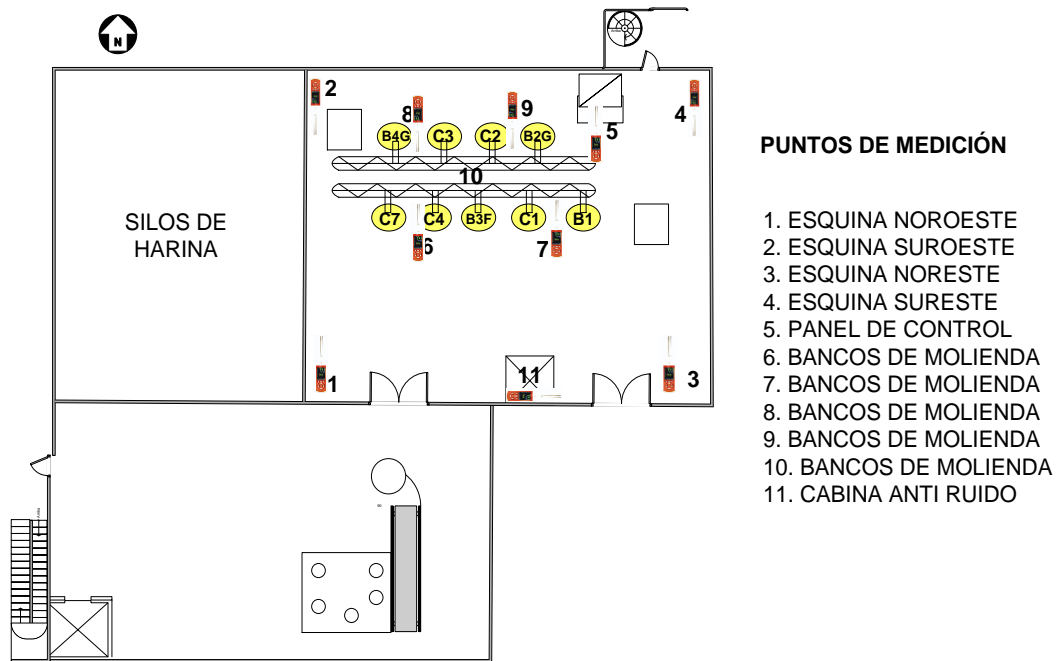 N
2
8
9
4
5
B4G C3 C2 B2G
10
SILOS DE
HARINA
C7 C4 B3F C1 B1
6
7
1
11
3
PUNTOS DE MEDICIÓN
1. ESQUINA NOROESTE
2. ESQUINA SUROESTE
3. ESQUINA NORESTE
4. ESQUINA SURESTE
5. PANEL DE CONTROL
6. BANCOS DE MOLIENDA
7. BANCOS DE MOLIENDA
8. BANCOS DE MOLIENDA
9. BANCOS DE MOLIENDA
10. BANCOS DE MOLIENDA
11. CABINA ANTI RUIDO